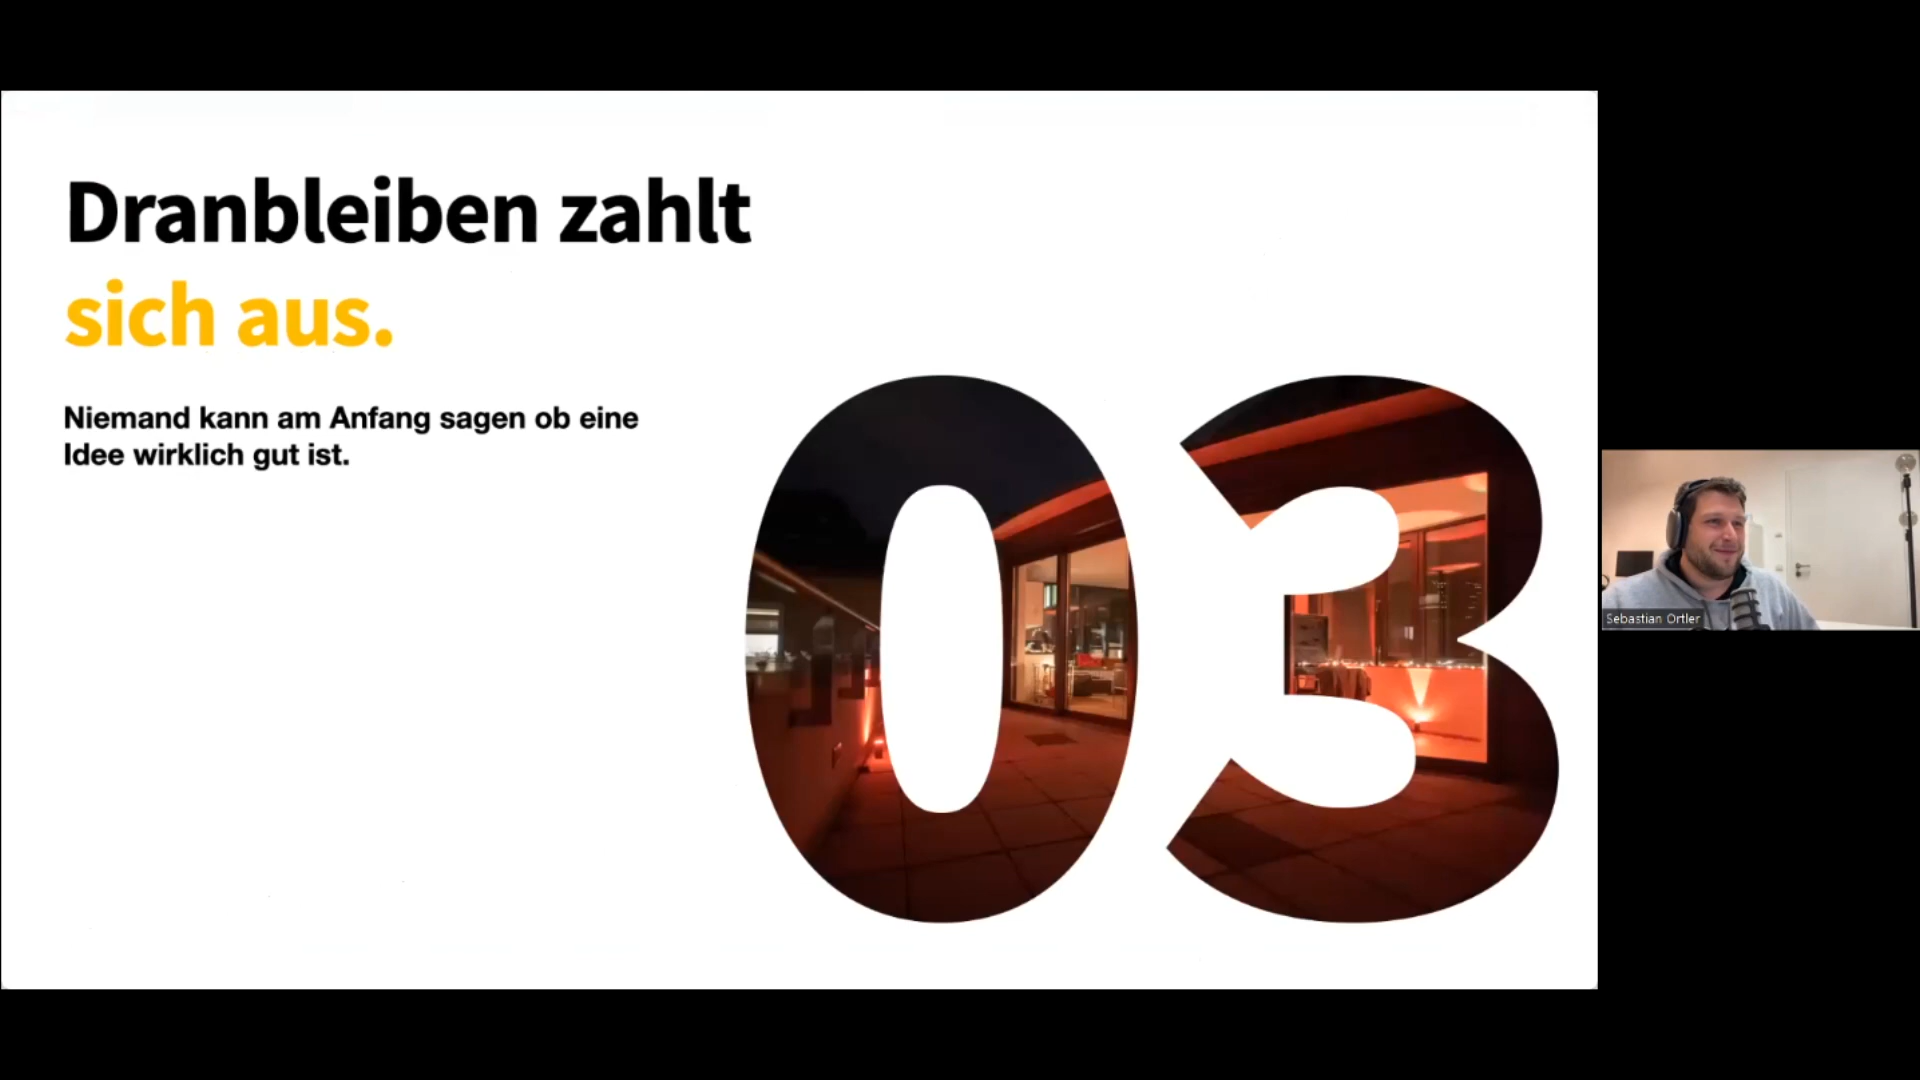 Dranbleiben zahlt
sich aus.
Niemand kann am Anfang sagen ob eine
Idee wirklich gut ist.
03
Sebastian Ortler